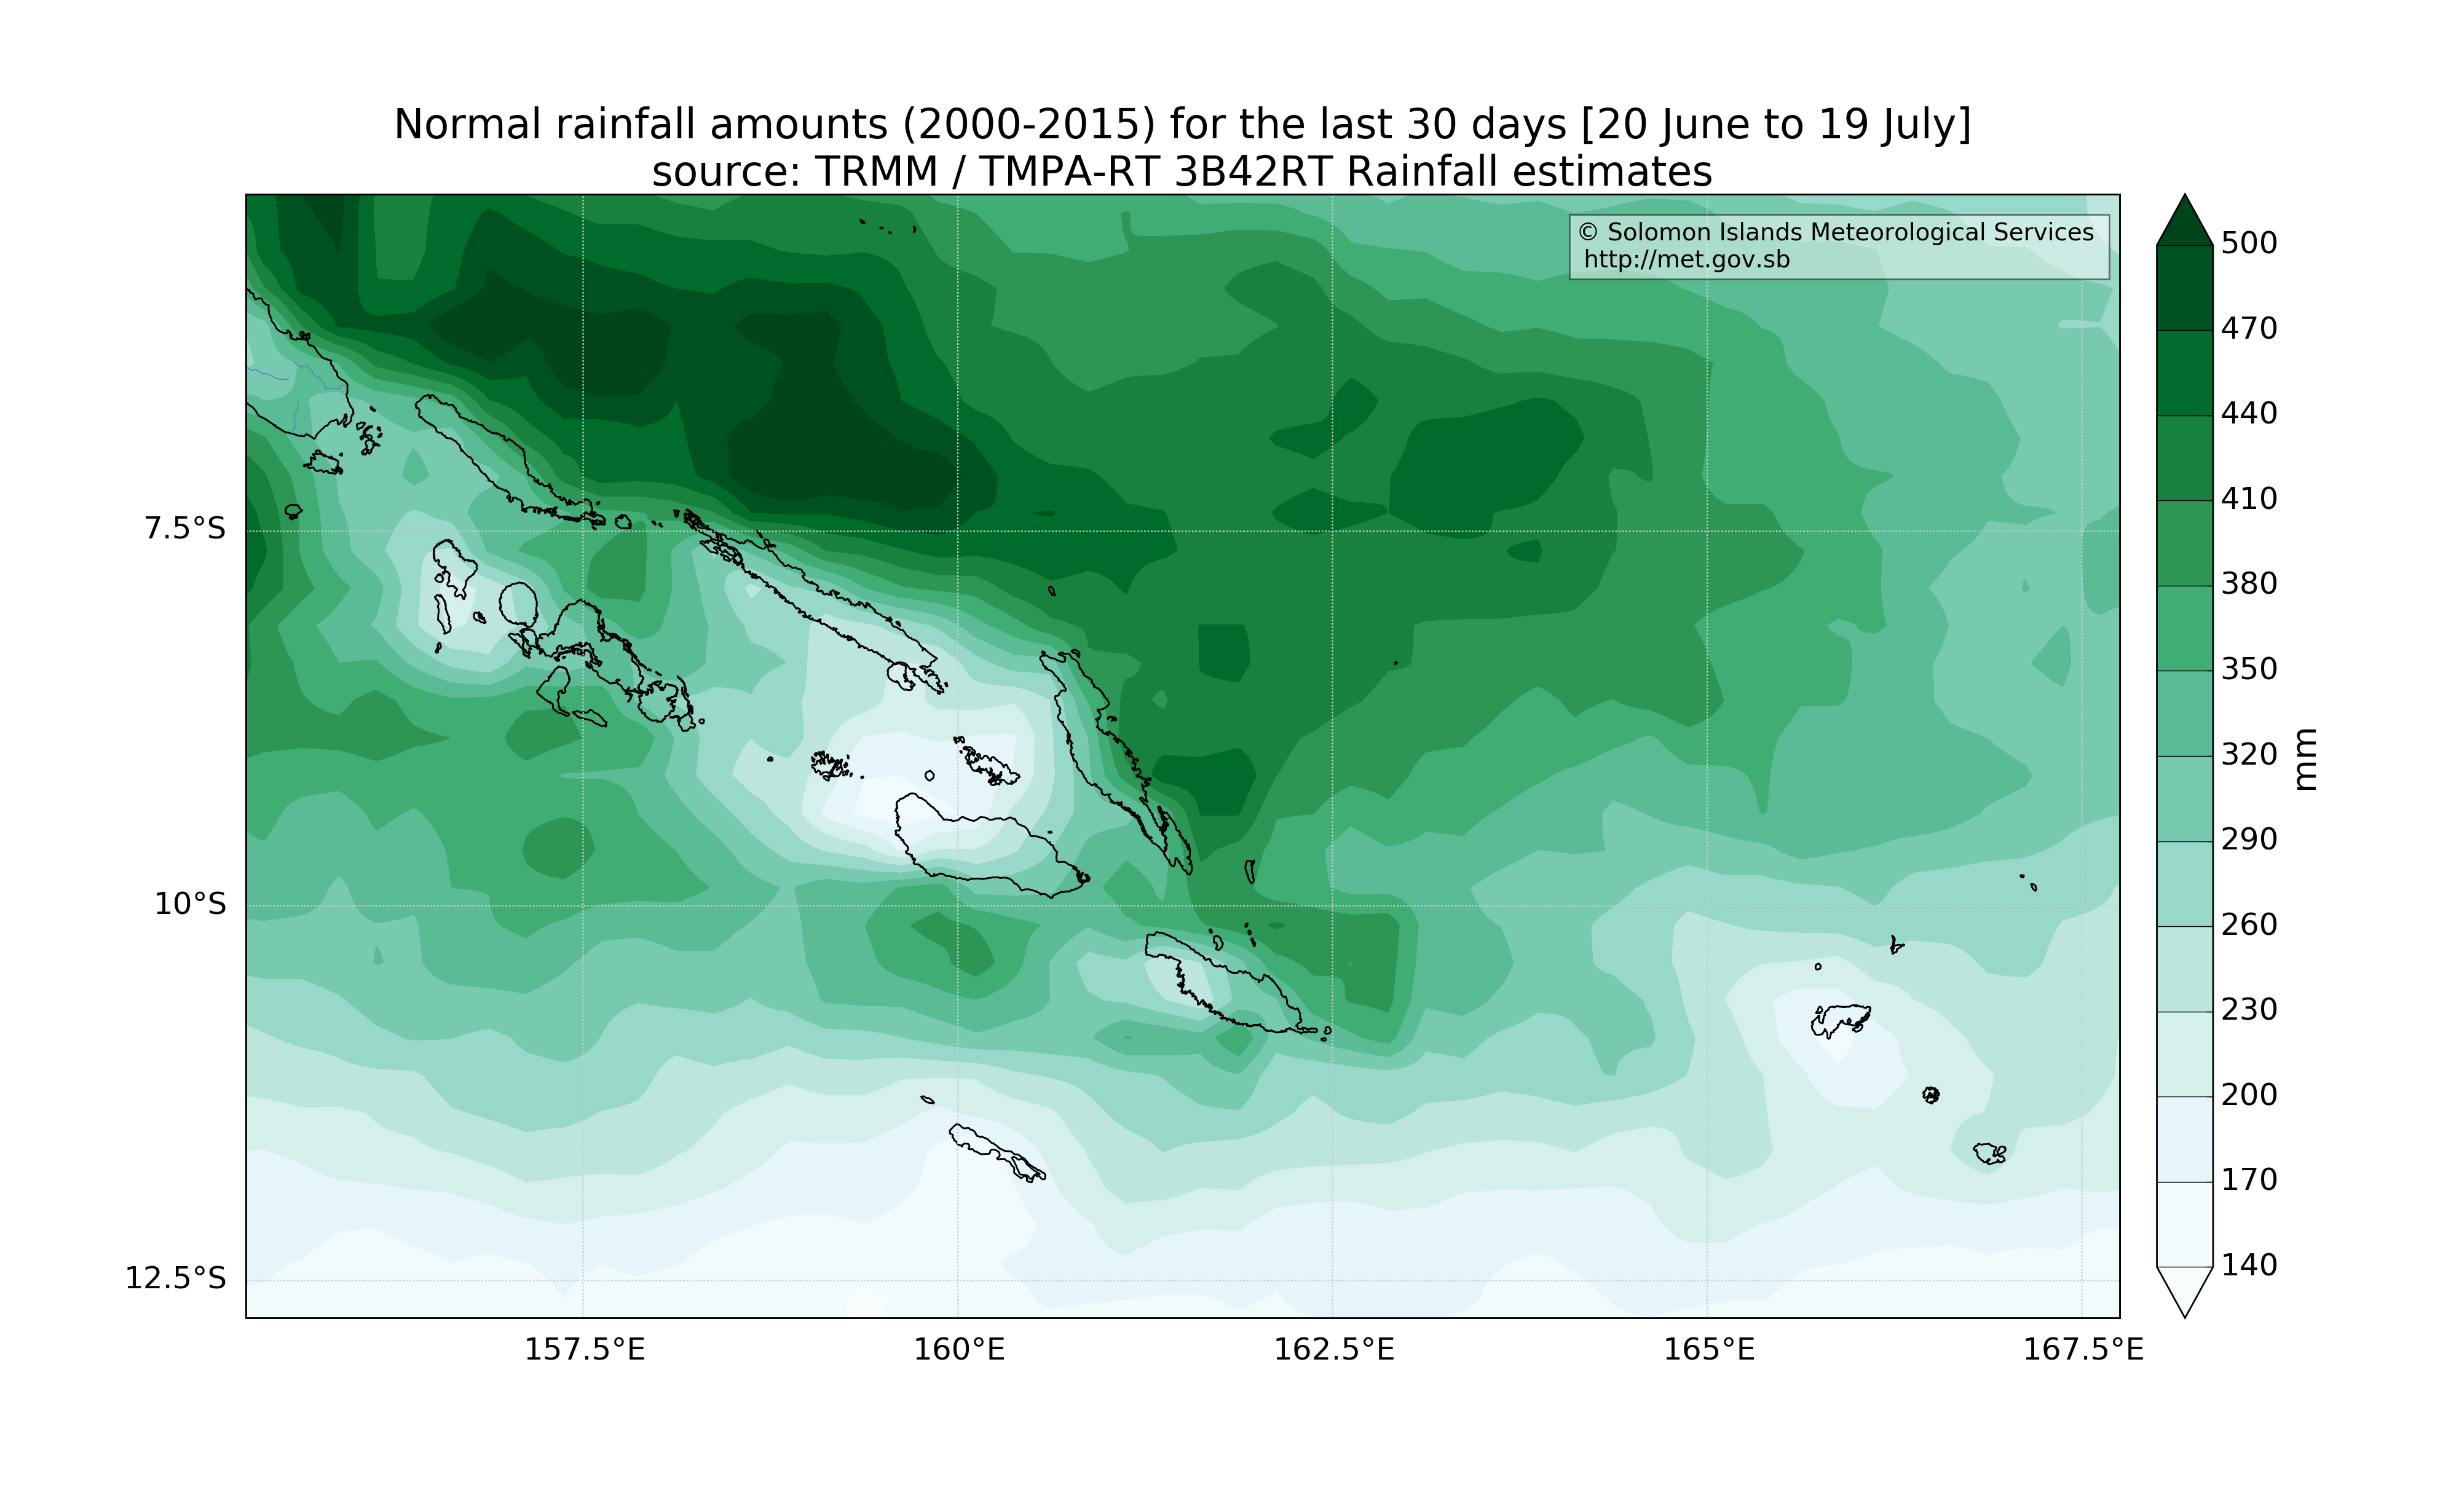 Normal rainfall amounts (2000-2015) for the last 30 days [20 June to 19 July]
source: TRMM / TMPA-RT 3B42RT Rainfall estimates
© Solomon Islands Meteorological Services
http://met.gov.sb
7.5°S
10°S
12.5°S
157.5°E
160°E
162.5°E
165°E
167.5°E
500
470
440
410
380
350
320
290
260
230
200
170
140
mm